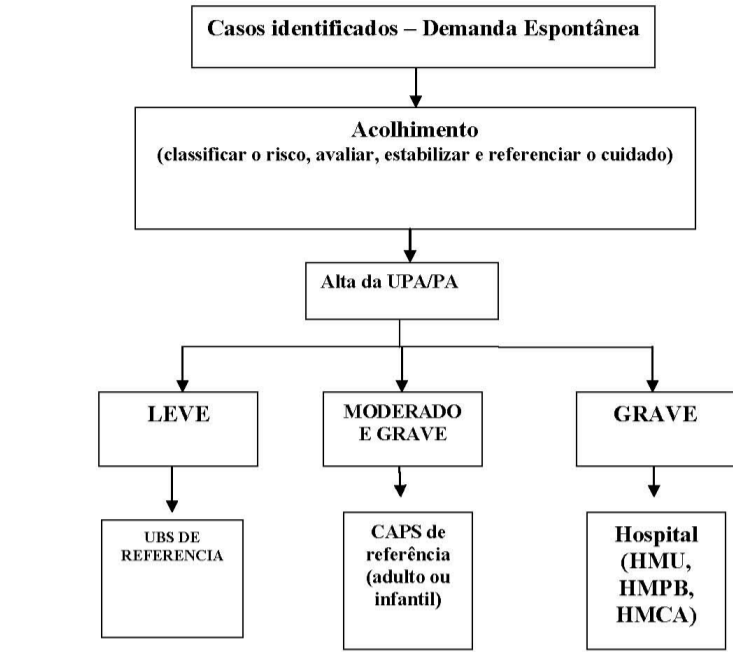 Casos identificados – Demanda Espontânea
Acolhimento
(classificar o risco, avaliar, estabilizar e referenciar o cuidado)
Alta da UPA/PA
LEVE
MODERADO
E GRAVE
GRAVE
UBS DE
REFERENCIA
CAPS de
referência
(adulto ou
infantil)
Hospital
(HMU,
HMPB,
HMCA)